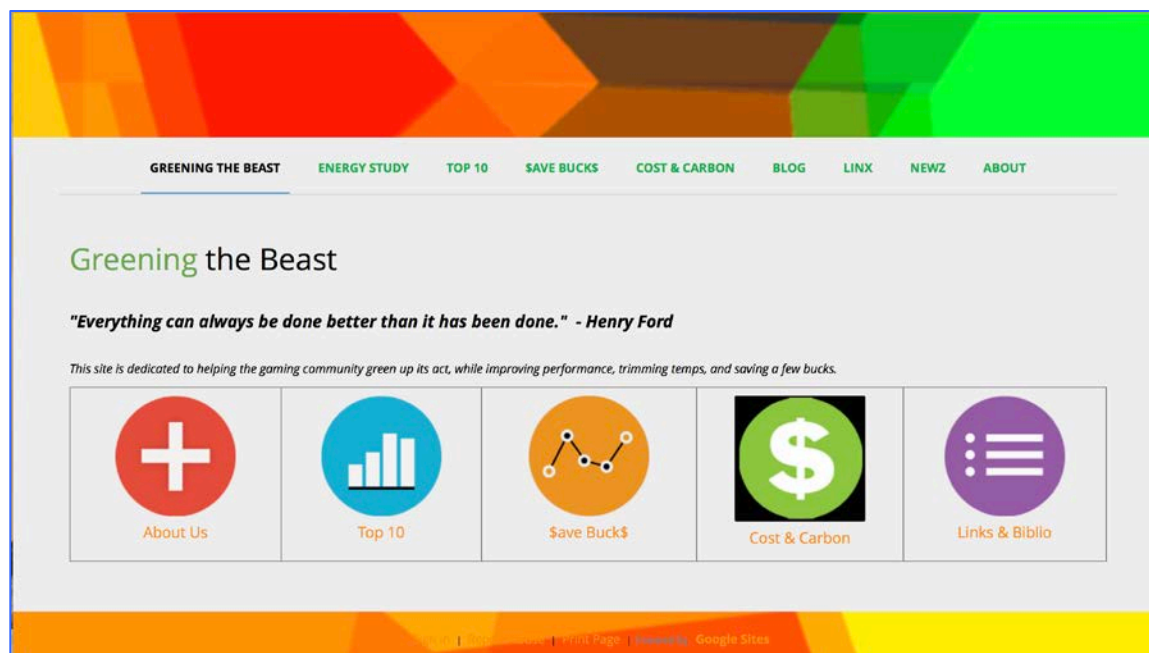 GREENING THE BEAST ENERGY STUDY TOP 10 $AVE BUCK$ COST & CARBON BLOG LINX NEWZ ABOUT
Greening the Beast
"Everything can always be done better than it has been done." - Henry Ford
This site is dedicated to helping the gaming community green up its act, while improving performance, trimming temps, and saving a few bucks.
About Us Top 10 $ave Buck$ Cost & Carbon Links & Biblio
| | Print Page | Google Sites